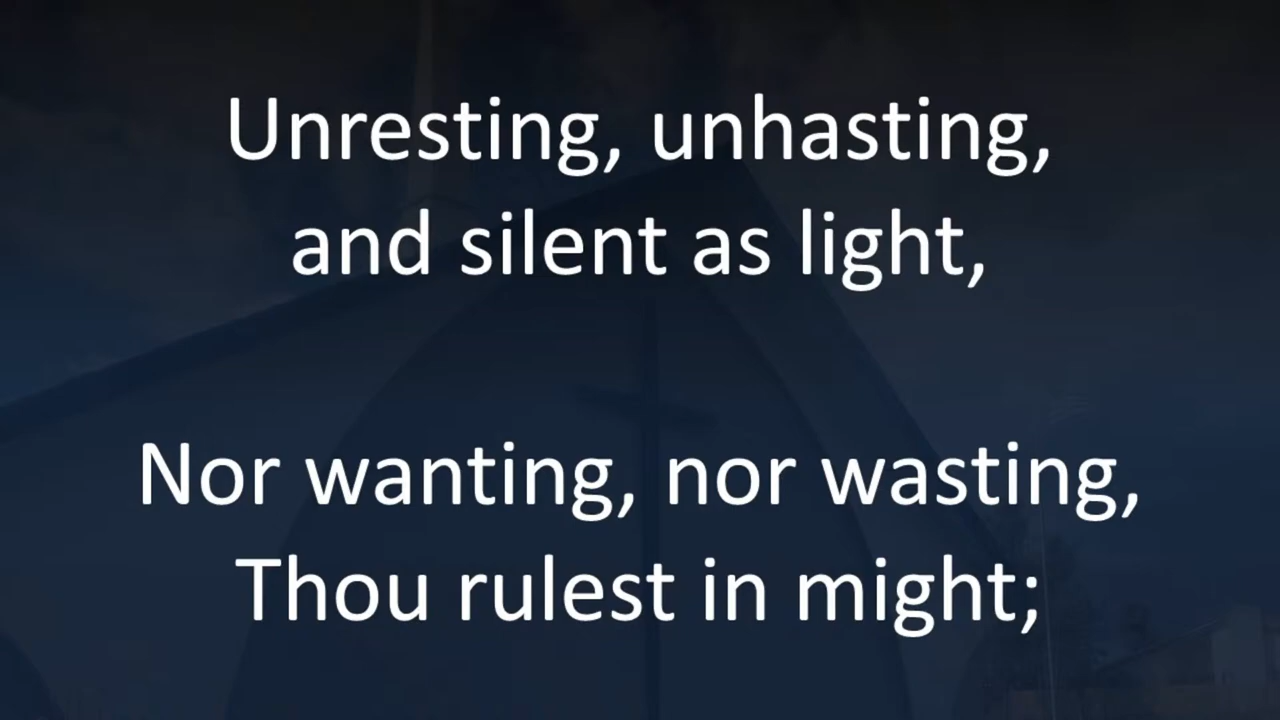 Unresting, unhasting,
and silent as light,
Nor wanting, nor wasting,
Thou rulest in might;